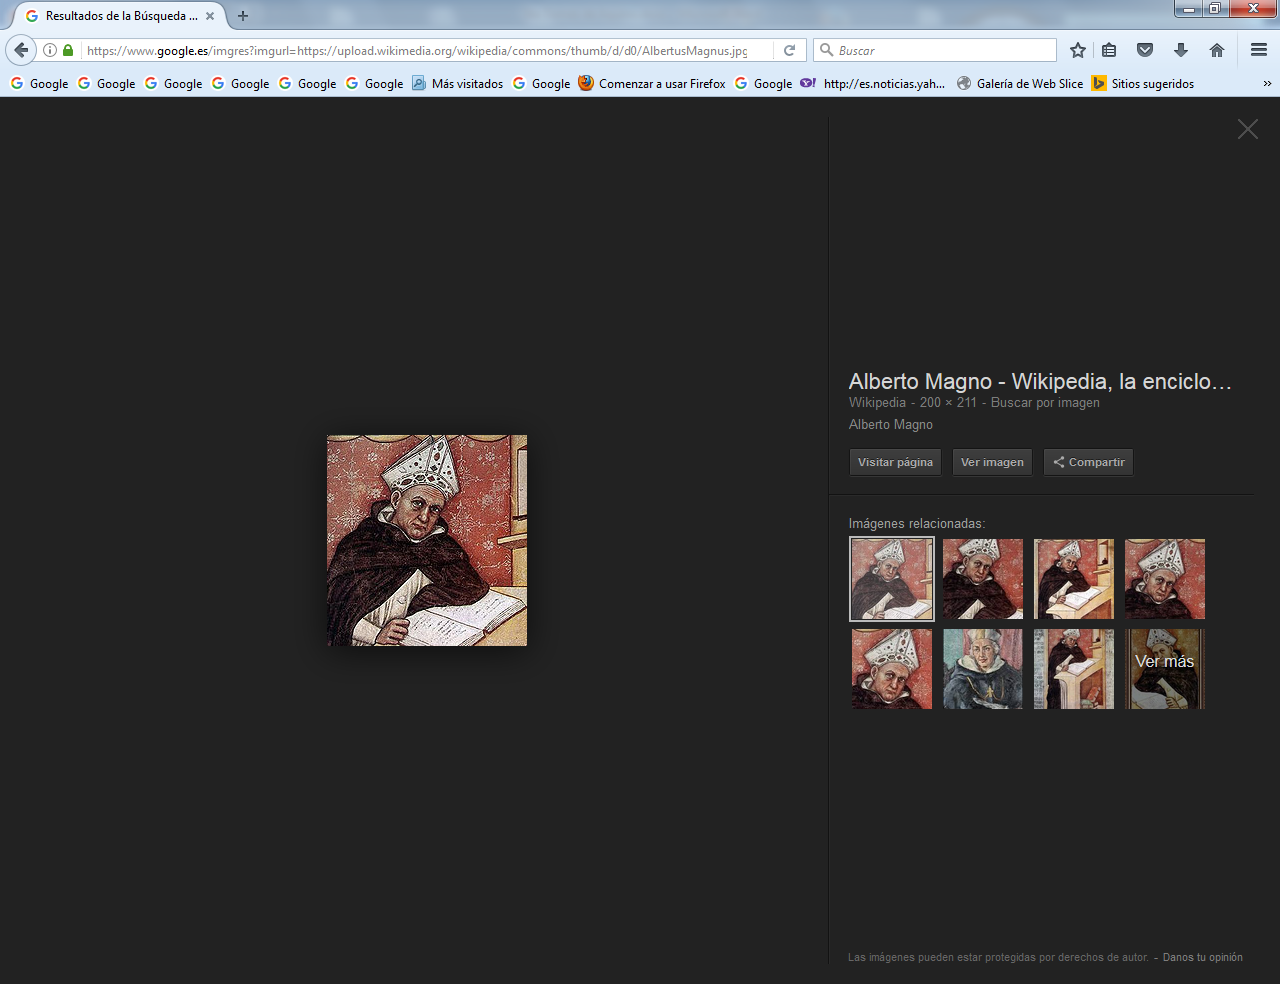 Resultados de la Búsqueda ...
https://www.google.es/imgres?imgurl=https://upload.wikimedia.org/wikipedia/commons/thumb/d/d0/AlbertusMagnus.jpg
Buscar
Google Google Google Google Google Google Más visitados Google Comenzar a usar Firefox Google http://es.noticias.yah... Galería de Web Slice Sitios sugeridos »
Alberto Magno - Wikipedia, la enciclo…
Wikipedia - 200 × 211 - Buscar por imagen
Alberto Magno
Visitar página Ver imagen Compartir
Imágenes relacionadas:
Ver más
Las imágenes pueden estar protegidas por derechos de autor. - Danos tu opinión